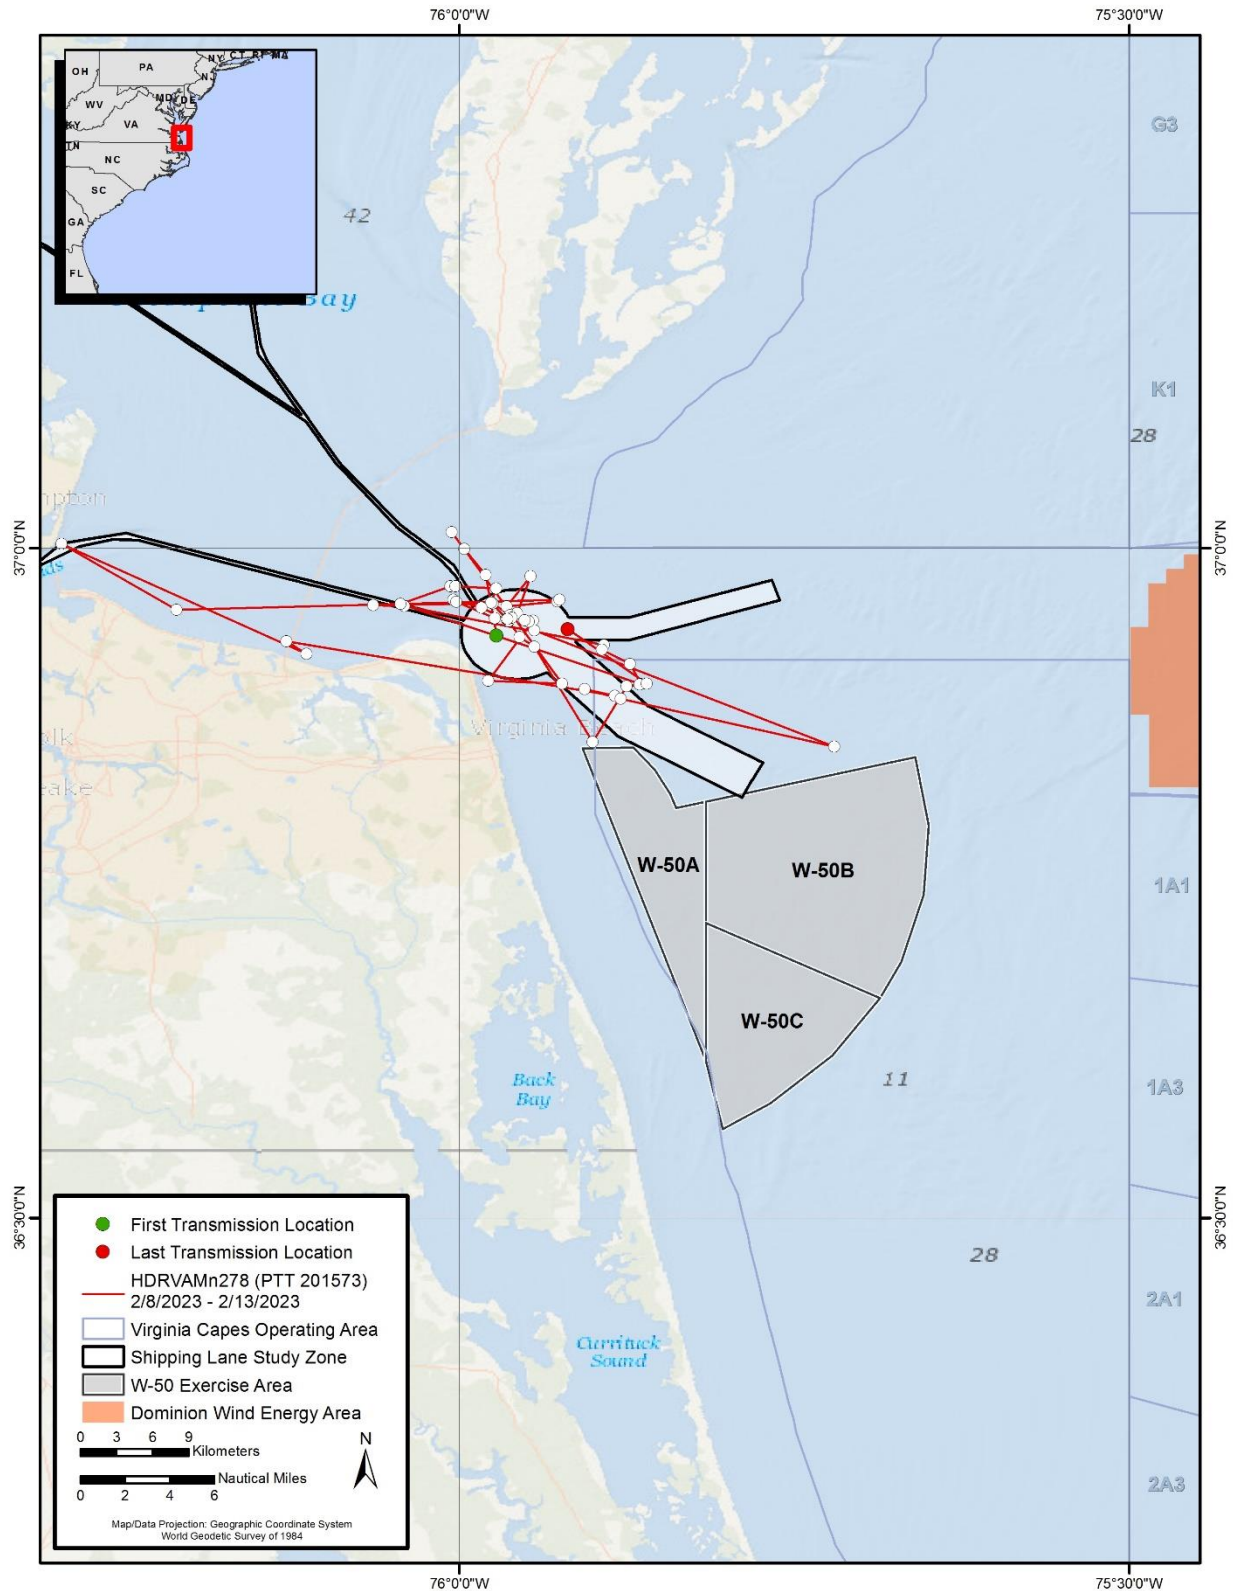 76°0'0"W
75°30'0"W
NY
CT
RI
MA
OH
PA
NJ
MD
DE
WV
KY
VA
NC
SC
GA
FL
G3
42
Bay
K1
28
37°0'0"N
37°0'0"N
Virginia Beach
W-50A
W-50B
1A1
W-50C
Back
Bay
11
1A3
36°30'0"N
36°30'0"N
First Transmission Location
Last Transmission Location
HDRVAMn278 (PTT 201573)
2/8/2023 - 2/13/2023
Virginia Capes Operating Area
Shipping Lane Study Zone
W-50 Exercise Area
Dominion Wind Energy Area
0 3 6 9
Kilometers
N
Nautical Miles
0 2 4 6
Map/Data Projection: Geographic Coordinate System
World Geodetic Survey of 1984
28
2A1
Currituck
Sound
2A3
76°0'0"W
75°30'0"W